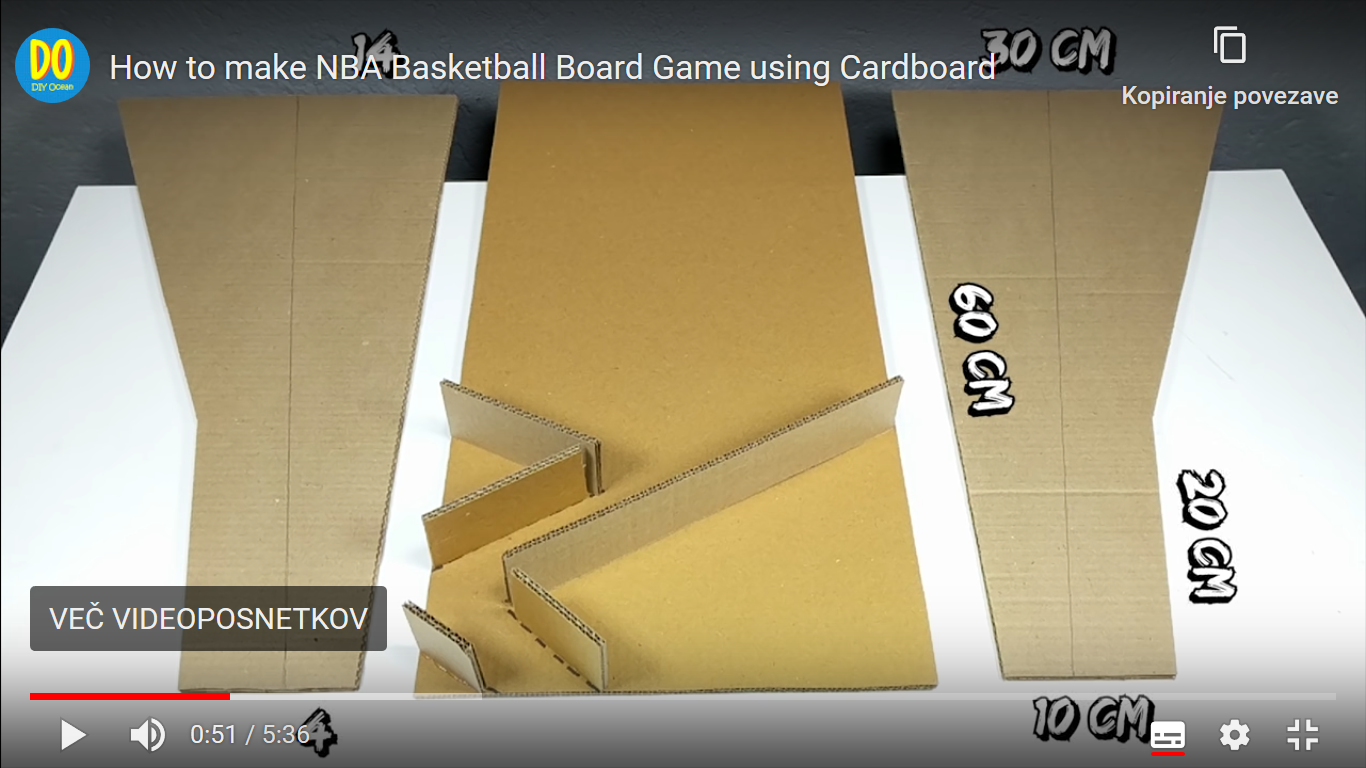 DO
DIY Ocean
How to make NBA Basketball Board Game using Cardboard
14
30 CM
Kopiranje povezave
60 CM
20 CM
VEČ VIDEOPOSNETKOV
0:51 / 5:36
4
10 CM